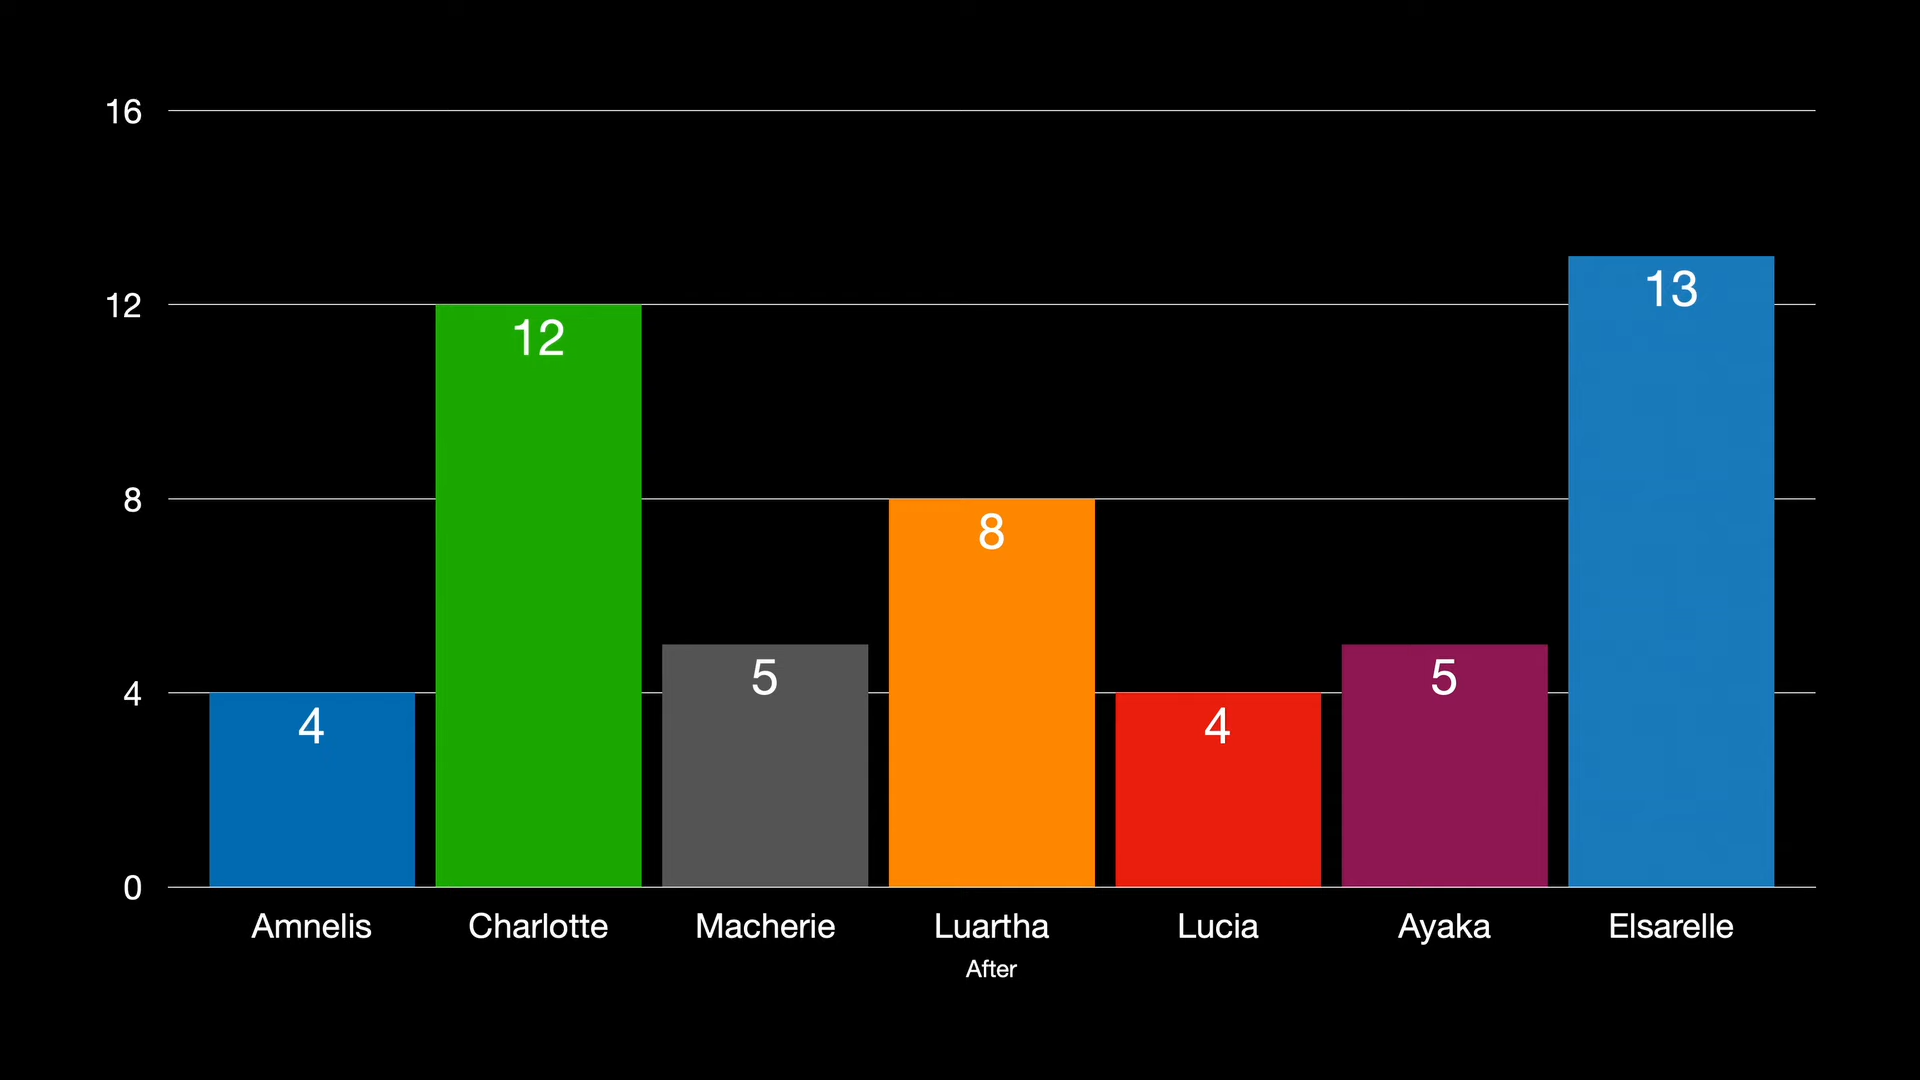 16
12
8
4
0
4
12
5
8
4
5
13
Amnelis
Charlotte
Macherie
Luartha
Lucia
Ayaka
Elsarelle
After